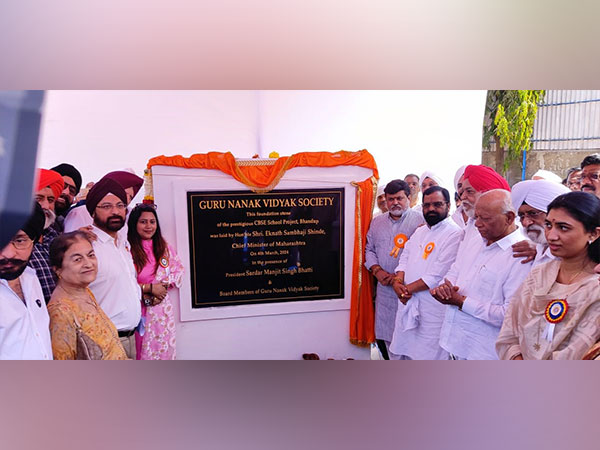 GURU NANAK VIDYAK SOCIETY
This foundation stone
of the prestigious CBSE School Project, Bhandup
was laid by Hon'ble Shri. Eknath Sambhaji Shinde,
Chief Minister of Maharashtra
On 4th March, 2024
in the presence of
President Sardar Manjit Singh Bhatti
&
Board Members of Guru Nanak Vidyak Society